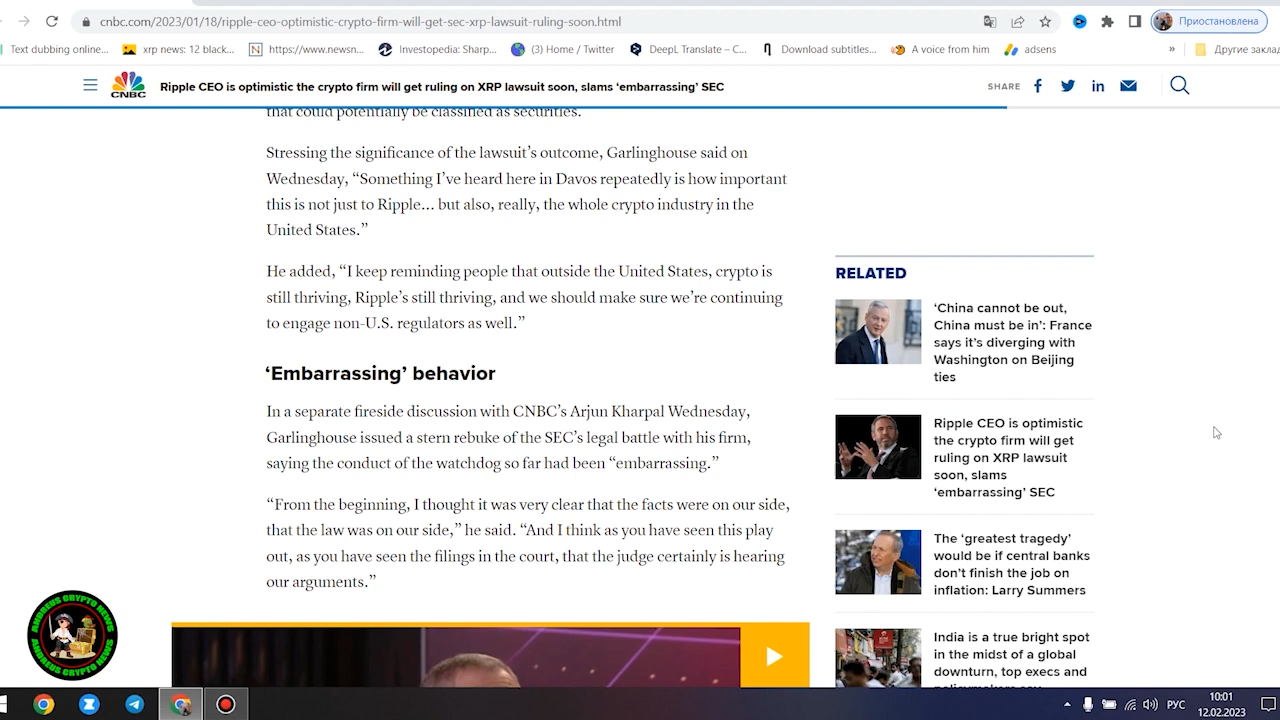 cnbc.com/2023/01/18/ripple-ceo-optimistic-crypto-firm-will-get-sec-xrp-lawsuit-ruling-soon.html
Приостановлена
Text dubbing online...
xrp news: 12 black...
https://www.newsn...
Investopedia: Sharp...
(3) Home / Twitter
DeepL Translate – C...
Download subtitles...
A voice from him
adsens
»
Другие закла
CNBC
Ripple CEO is optimistic the crypto firm will get ruling on XRP lawsuit soon, slams ‘embarrassing’ SEC
SHARE
that could potentially be classified as securities.
Stressing the significance of the lawsuit’s outcome, Garlinghouse said on
Wednesday, “Something I’ve heard here in Davos repeatedly is how important
this is not just to Ripple… but also, really, the whole crypto industry in the
United States.”
He added, “I keep reminding people that outside the United States, crypto is
still thriving, Ripple’s still thriving, and we should make sure we’re continuing
to engage non-U.S. regulators as well.”
‘Embarrassing’ behavior
In a separate fireside discussion with CNBC’s Arjun Kharpal Wednesday,
Garlinghouse issued a stern rebuke of the SEC’s legal battle with his firm,
saying the conduct of the watchdog so far had been “embarrassing.”
“From the beginning, I thought it was very clear that the facts were on our side,
that the law was on our side,” he said. “And I think as you have seen this play
out, as you have seen the filings in the court, that the judge certainly is hearing
our arguments.”
RELATED
‘China cannot be out,
China must be in’: France
says it’s diverging with
Washington on Beijing
ties
Ripple CEO is optimistic
the crypto firm will get
ruling on XRP lawsuit
soon, slams
‘embarrassing’ SEC
The ‘greatest tragedy’
would be if central banks
don’t finish the job on
inflation: Larry Summers
India is a true bright spot
in the midst of a global
downturn, top execs and
policymakers say
ANDREUS CRYPTO NEWS
ANDREUS CRYPTO NEWS
РУС
10:01
12.02.2023